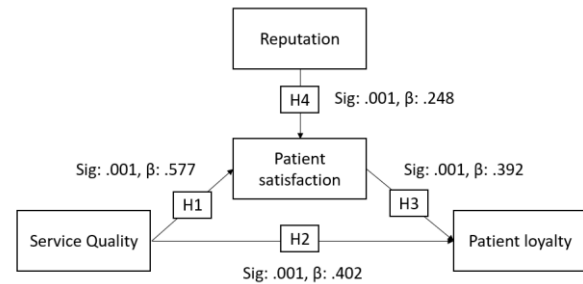 Reputation
H4
Sig: .001, β: .248
Sig: .001, β: .577
Patient
satisfaction
Sig: .001, β: .392
H1
H3
Service Quality
H2
Patient loyalty
Sig: .001, β: .402